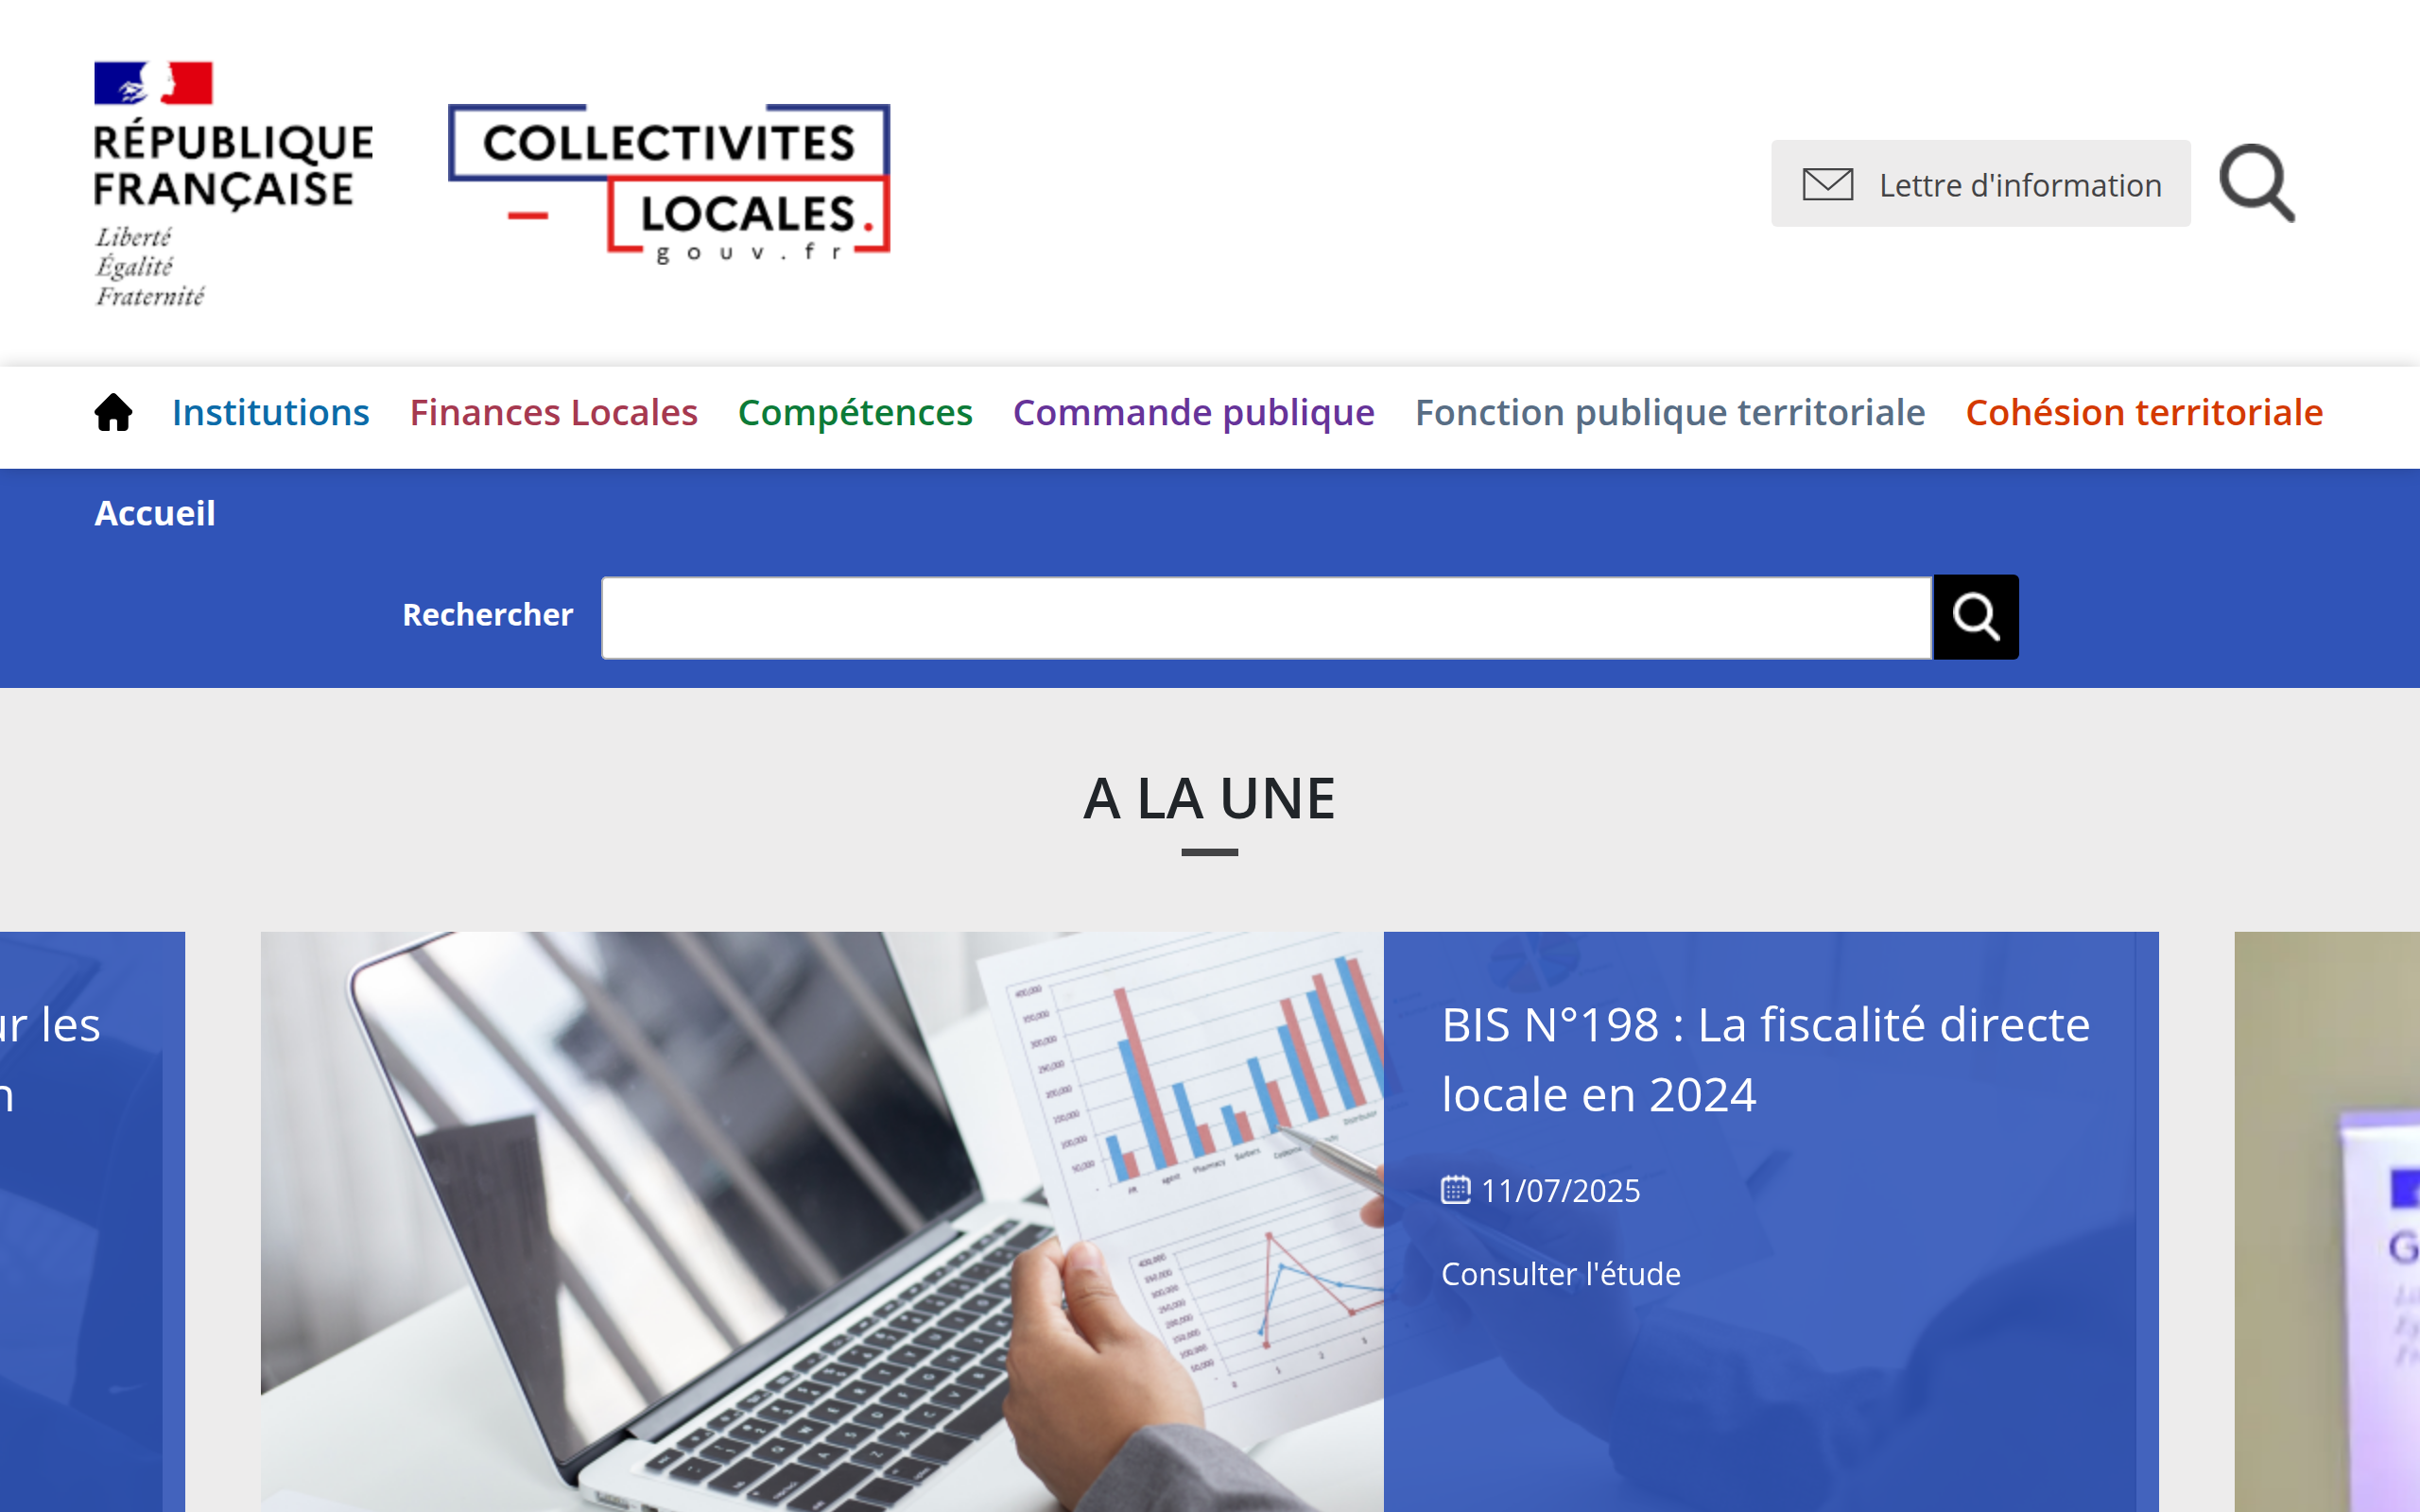 RÉPUBLIQUE
FRANÇAISE
Liberté
Égalité
Fraternité
COLLECTIVITES
LOCALES.
gouv.fr
Lettre d'information
Institutions
Finances Locales
Compétences
Commande publique
Fonction publique territoriale
Cohésion territoriale
Accueil
Rechercher
A LA UNE
les
BIS N°198 : La fiscalité directe
locale en 2024
11/07/2025
Consulter l'étude